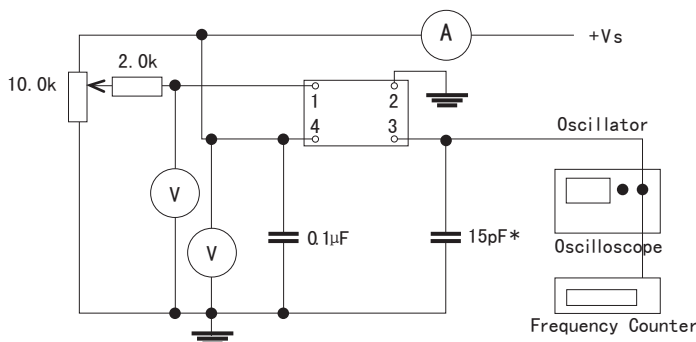 A
+Vs
2.0k
10.0k
1
2
4
3
Oscillator
V
V
0.1μF
15pF*
Oscilloscope
Frequency Counter